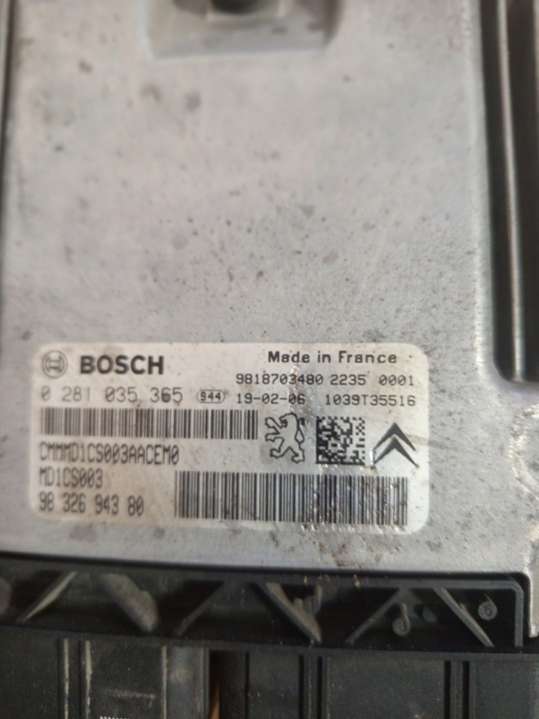 BOSCH
Made in France
0 281 035 365 944
9818703480 2235 0001
19-02-06 1039T35516
CMMMD1CS003AACEM0
MD1CS003
98 326 943 80